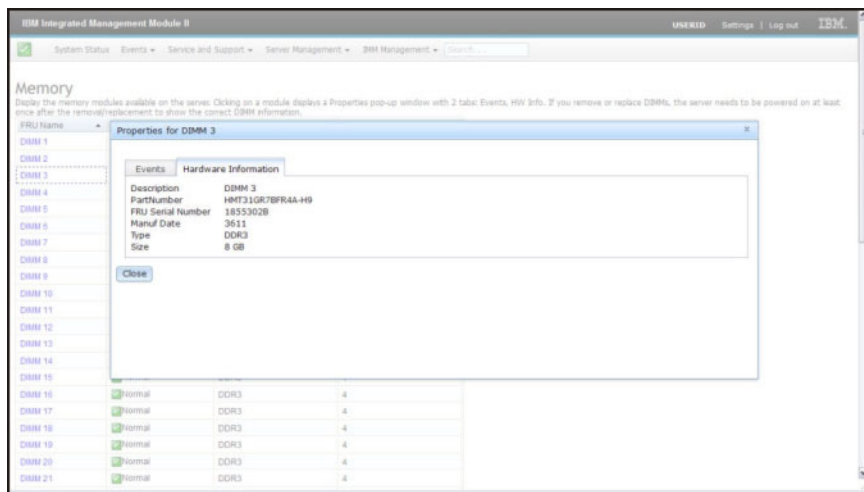 IBM Integrated Management Module II
USERID Settings | Log out IBM.
System Status Events Service and Support Server Management IMM Management Search...
Memory
Display the memory modules available on the server. Clicking on a module displays a Properties pop-up window with 2 tabs: Events, HW Info. If you remove or replace DIMMs, the server needs to be powered on at least
once after the removal/replacement to show the correct DIMM information.
FRU Name
Properties for DIMM 3 x
Events Hardware Information
Description DIMM 3
PartNumber HMT31GR7BFR4A-H9
FRU Serial Number 1855302B
Manuf Date 3611
Type DDR3
Size 8 GB
Close
DIMM 1
DIMM 2
DIMM 3
DIMM 4
DIMM 5
DIMM 6
DIMM 7
DIMM 8
DIMM 9
DIMM 10
DIMM 11
DIMM 12
DIMM 13
DIMM 14
DIMM 15
DIMM 16 Normal DDR3 4
DIMM 17 Normal DDR3 4
DIMM 18 Normal DDR3 4
DIMM 19 Normal DDR3 4
DIMM 20 Normal DDR3 4
DIMM 21 Normal DDR3 4